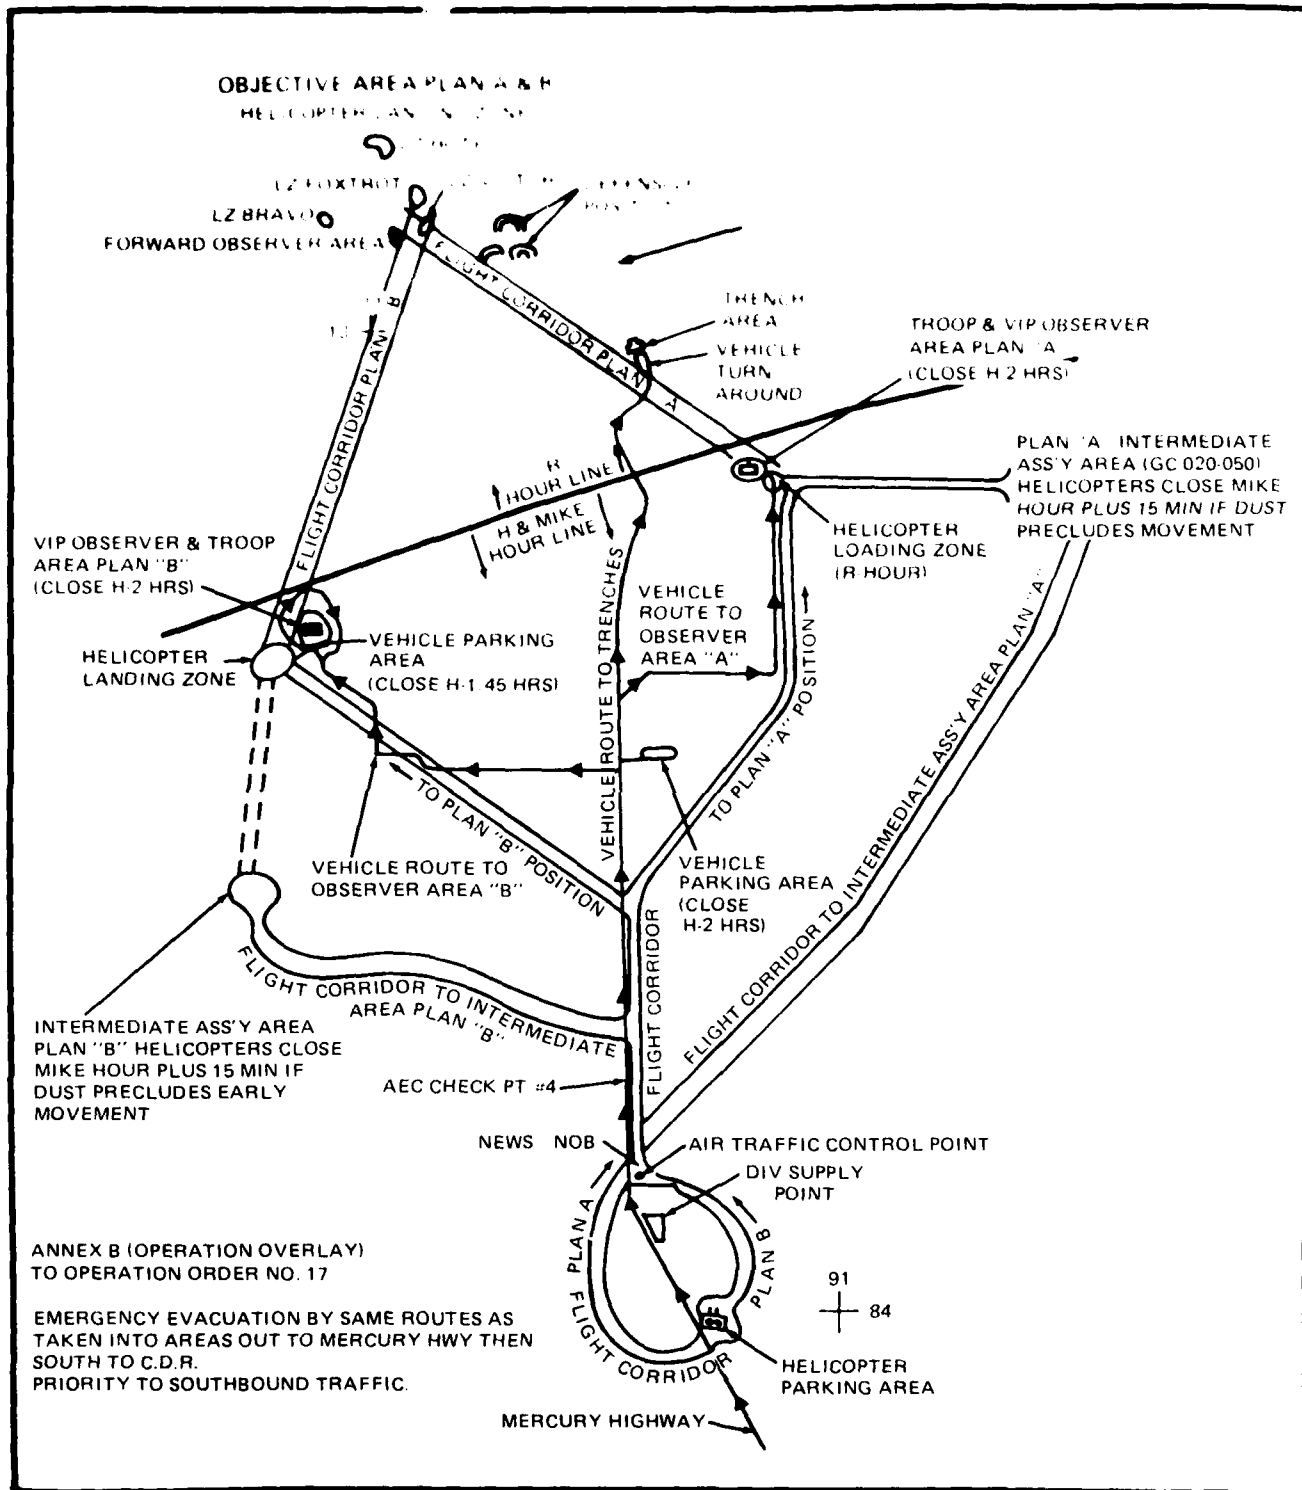 OBJECTIVE AREA PLAN A &
LZ FOXTROT
LZ BRAVO
FORWARD OBSERVER AREA
FLIGHT CORRIDOR PLAN A
FLIGHT CORRIDOR PLAN B
TRENCH
AREA
VEHICLE
TURN
AROUND
TROOP & VIP OBSERVER
AREA PLAN "A
(CLOSE H-2 HRS)
PLAN "A INTERMEDIATE
ASS'Y AREA (GC 020-050)
HELICOPTERS CLOSE MIKE
HOUR PLUS 15 MIN IF DUST
PRECLUDES MOVEMENT
R
HOUR LINE
H & MIKE
HOUR LINE
HELICOPTER
LOADING ZONE
(R-HOUR)
VIP OBSERVER & TROOP
AREA PLAN "B"
(CLOSE H-2 HRS)
VEHICLE
ROUTE TO
OBSERVER
AREA "A"
VEHICLE PARKING
AREA
(CLOSE H-1.45 HRS)
HELICOPTER
LANDING ZONE
VEHICLE ROUTE TO TRENCHES
TO PLAN "A" POSITION
FLIGHT CORRIDOR TO INTERMEDIATE ASS'Y AREA PLAN "A"
TO PLAN "B" POSITION
VEHICLE ROUTE TO
OBSERVER AREA "B"
VEHICLE
PARKING AREA
(CLOSE
H-2 HRS)
FLIGHT CORRIDOR
FLIGHT CORRIDOR TO INTERMEDIATE
AREA PLAN "B"
INTERMEDIATE ASS'Y AREA
PLAN "B" HELICOPTERS CLOSE
MIKE HOUR PLUS 15 MIN IF
DUST PRECLUDES EARLY
MOVEMENT
AEC CHECK PT #4
NEWS NOB
AIR TRAFFIC CONTROL POINT
DIV SUPPLY
POINT
PLAN A
FLIGHT CORRIDOR
PLAN B
91
84
ANNEX B (OPERATION OVERLAY)
TO OPERATION ORDER NO. 17
EMERGENCY EVACUATION BY SAME ROUTES AS
TAKEN INTO AREAS OUT TO MERCURY HWY THEN
SOUTH TO C.D.R.
PRIORITY TO SOUTHBOUND TRAFFIC.
HELICOPTER
PARKING AREA
MERCURY HIGHWAY